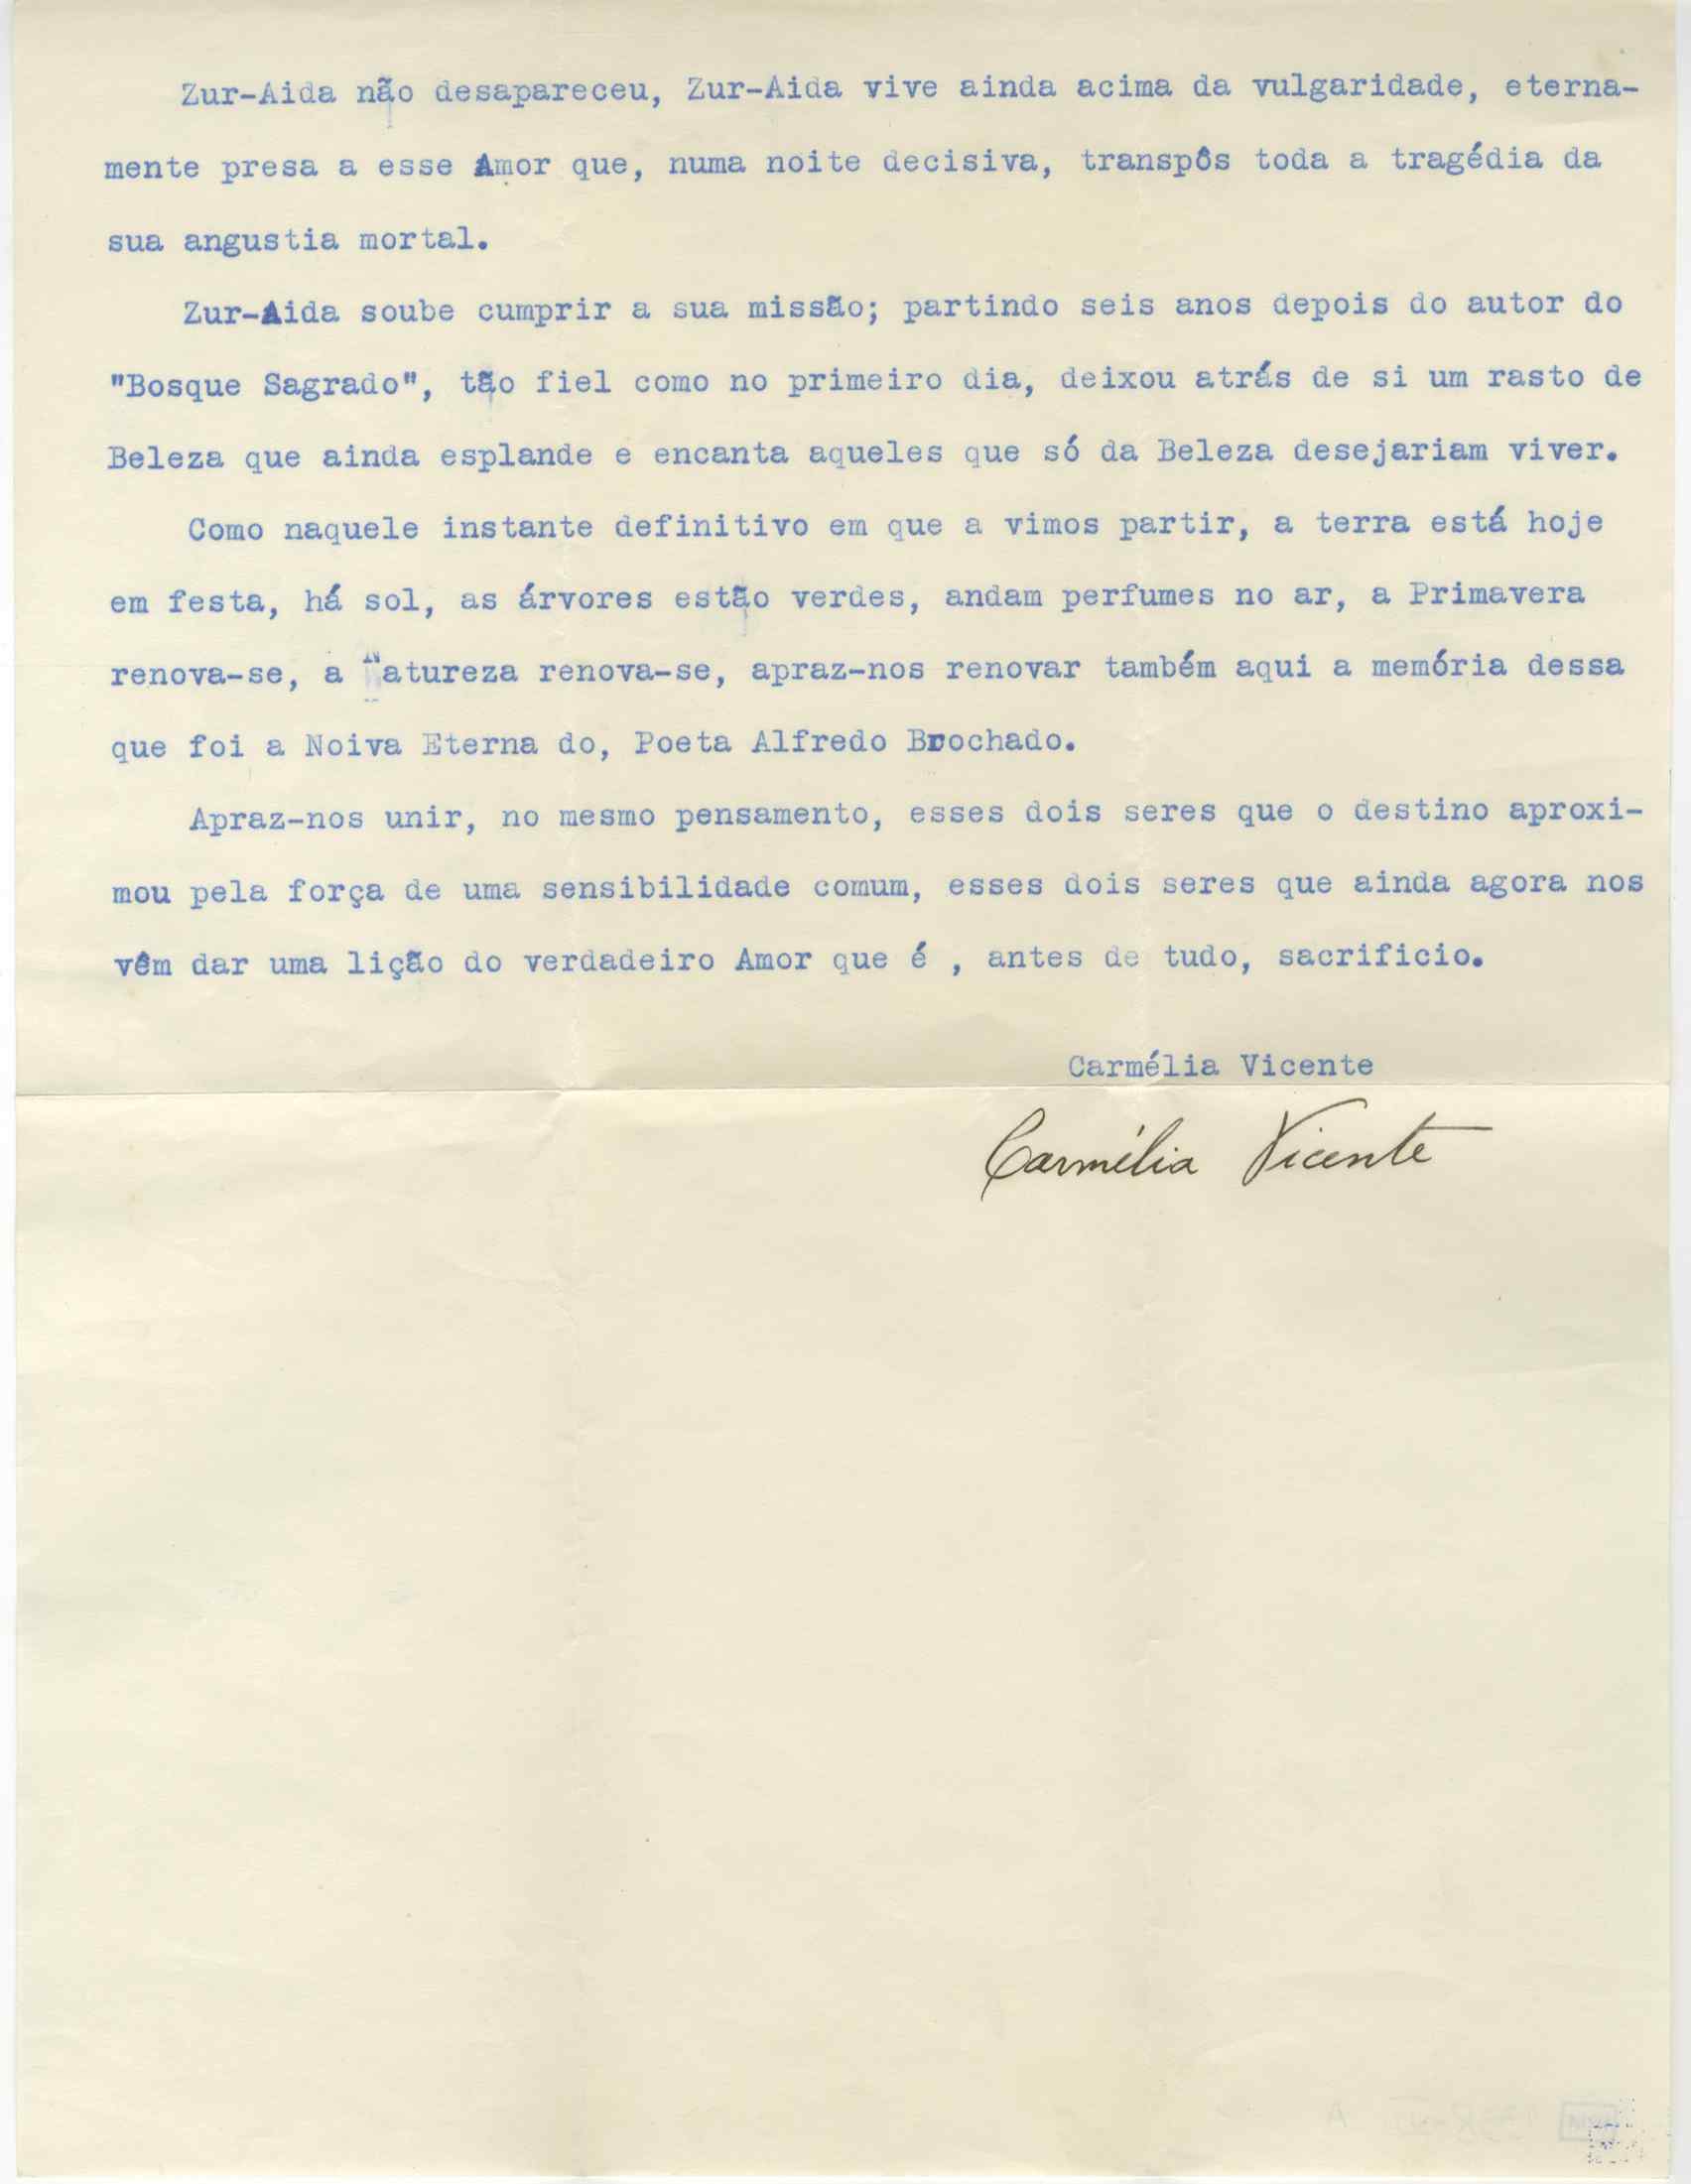 Zur-Aida não desapareceu, Zur-Aida vive ainda acima da vulgaridade, eterna-
mente presa a esse Amor que, numa noite decisiva, transpôs toda a tragédia da
sua angustia mortal.
Zur-Aida soube cumprir a sua missão; partindo seis anos depois do autor do
"Bosque Sagrado", tão fiel como no primeiro dia, deixou atrás de si um rasto de
Beleza que ainda esplande e encanta aqueles que só da Beleza desejariam viver.
Como naquele instante definitivo em que a vimos partir, a terra está hoje
em festa, há sol, as árvores estão verdes, andam perfumes no ar, a Primavera
renova-se, a Natureza renova-se, apraz-nos renovar também aqui a memória dessa
que foi a Noiva Eterna do, Poeta Alfredo Brochado.
Apraz-nos unir, no mesmo pensamento, esses dois seres que o destino aproxi-
mou pela força de uma sensibilidade comum, esses dois seres que ainda agora nos
vêm dar uma lição do verdadeiro Amor que é , antes de tudo, sacrificio.
Carmélia Vicente
Carmélia Vicente